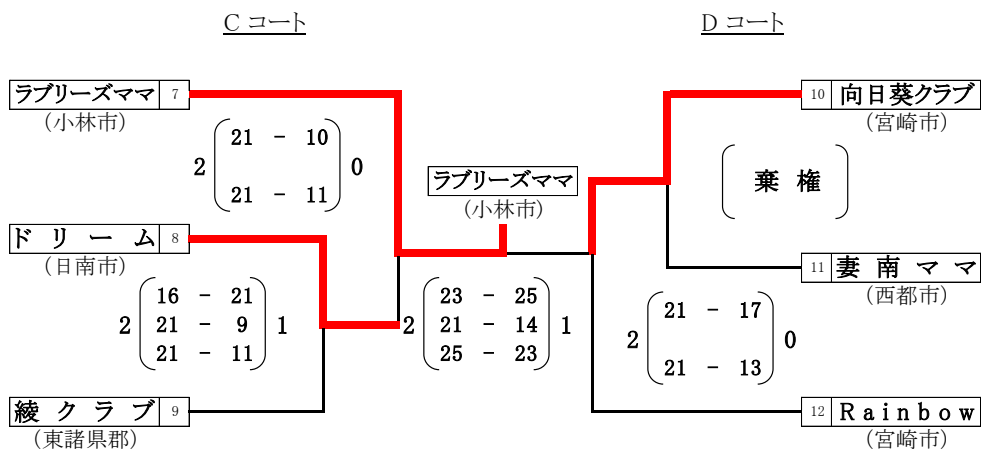 C コート
D コート
ラブリーズママ 7
(小林市)
10 向日葵クラブ
(宮崎市)
2 21 - 10 0
21 - 11
ラブリーズママ
(小林市)
棄 権
ド リ ー ム 8
(日南市)
11 妻 南 マ マ
(西都市)
16 - 21
2 21 - 9 1
21 - 11
23 - 25
2 21 - 14 1
25 - 23
21 - 17
2 0
21 - 13
綾 ク ラ ブ 9
(東諸県郡)
12 Rainbow
(宮崎市)